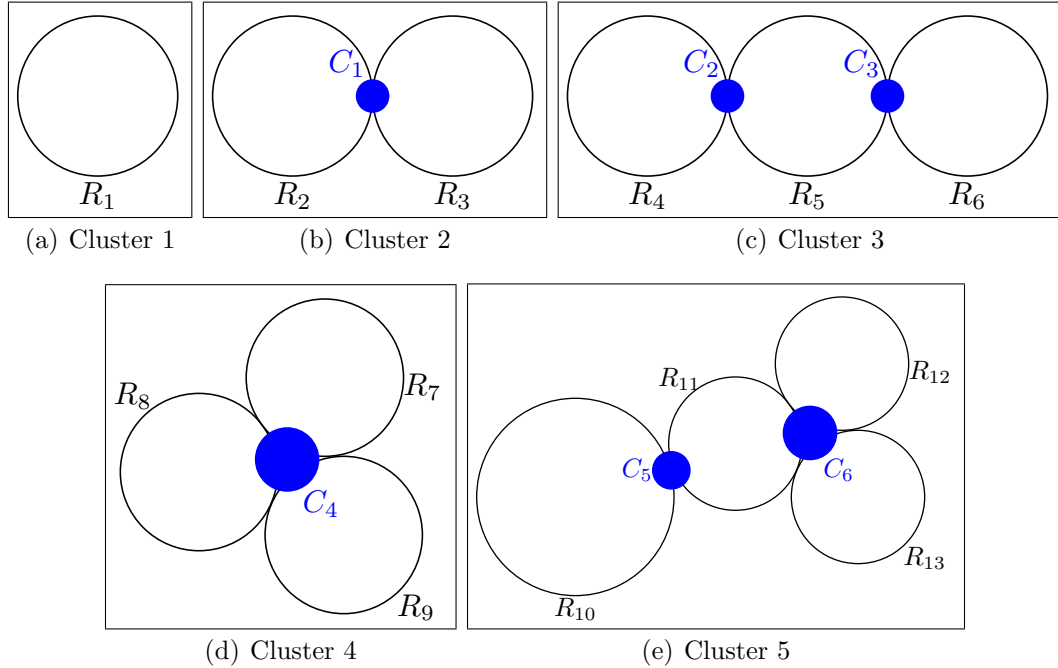 C₁
C₂
C₃
R₁
R₂
R₃
R₄
R₅
R₆
(a) Cluster 1
(b) Cluster 2
(c) Cluster 3
R₇
R₈
C₄
R₉
R₁₁
R₁₂
C₅
C₆
R₁₃
R₁₀
(d) Cluster 4
(e) Cluster 5